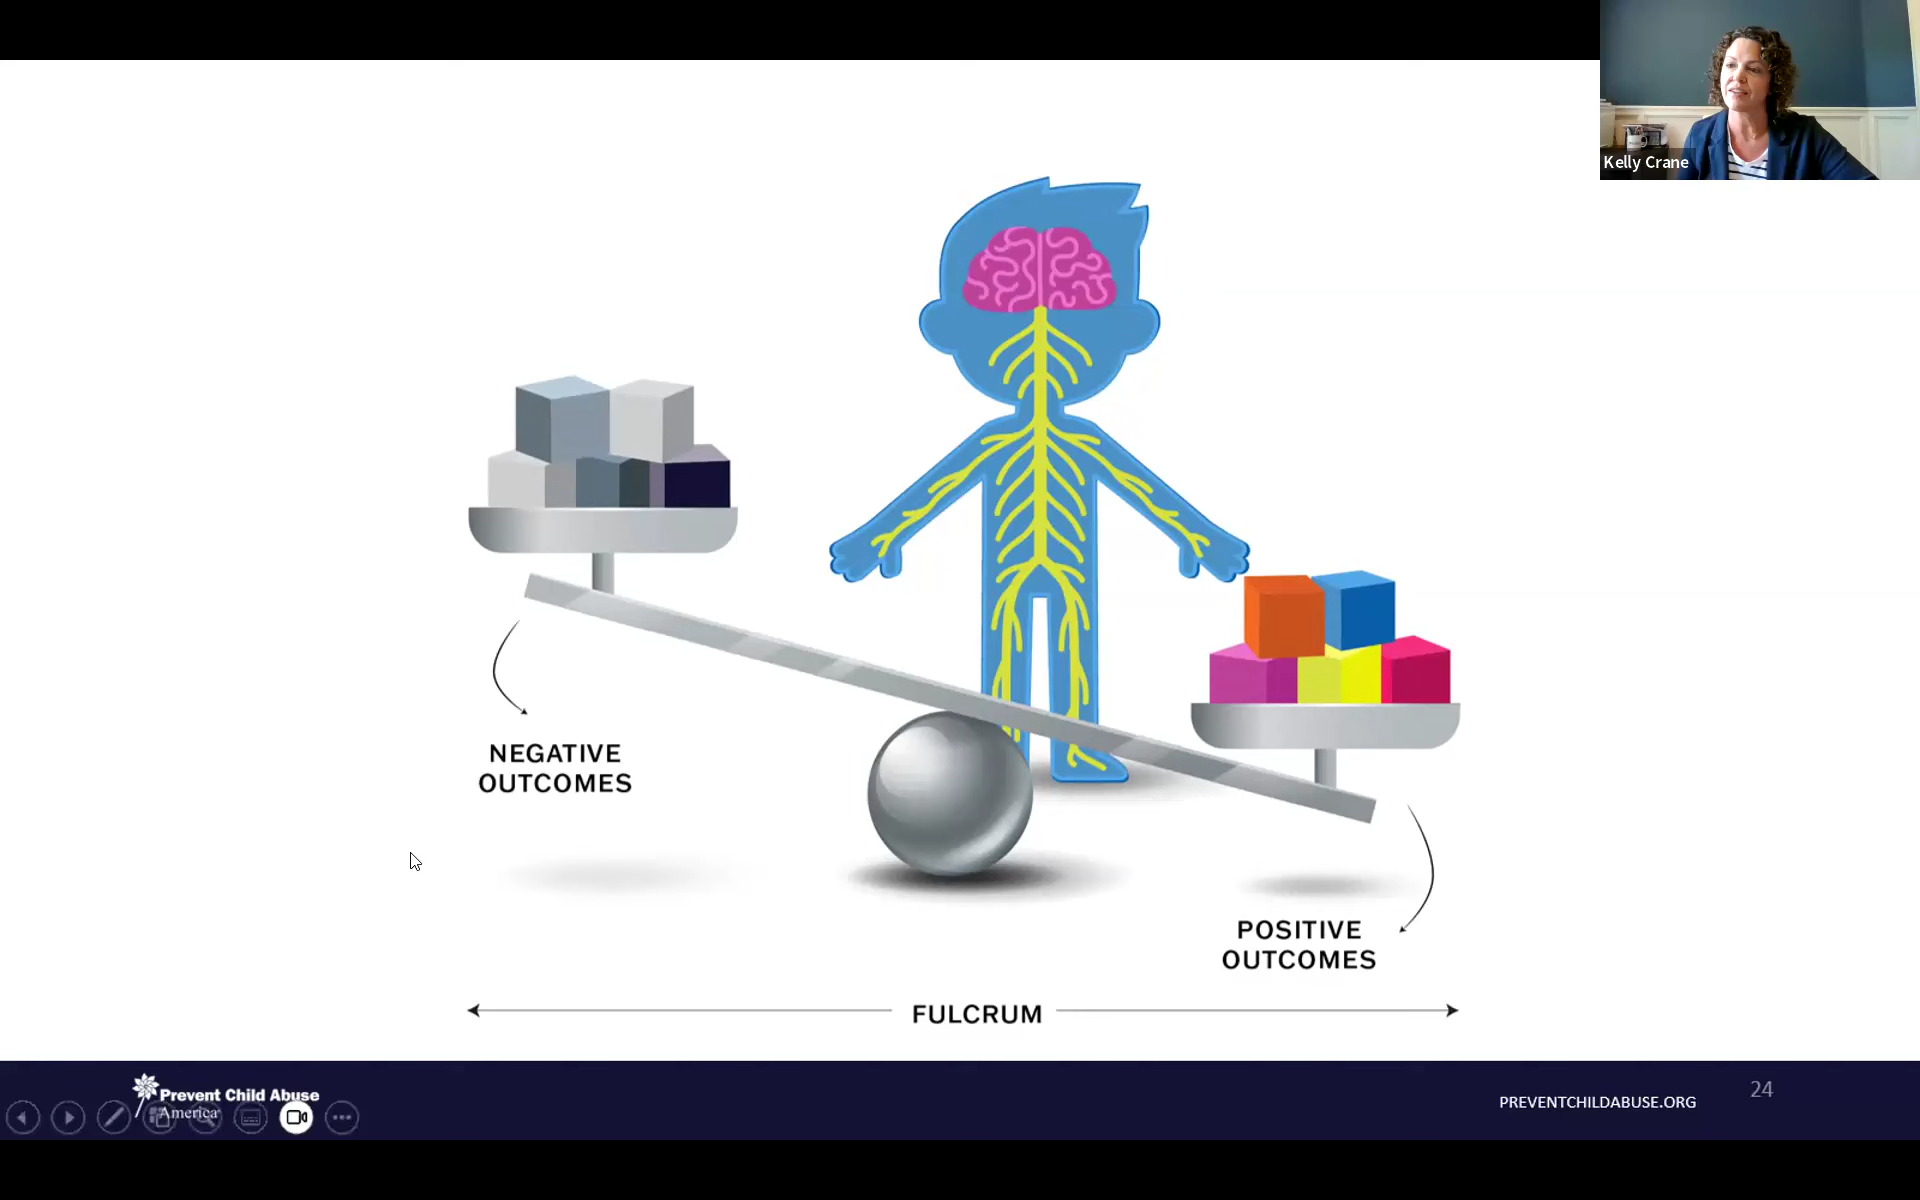 Kelly Crane
NEGATIVE
OUTCOMES
POSITIVE
OUTCOMES
FULCRUM
Prevent Child Abuse
America
PREVENTCHILDABUSE.ORG
24